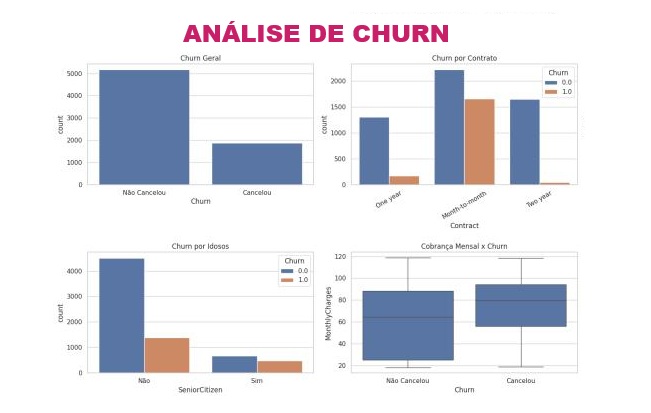 ANÁLISE DE CHURN
Churn Geral
5000
4000
3000
2000
1000
0
count
Não Cancelou
Cancelou
Churn
Churn por Contrato
2000
1500
1000
500
0
count
Churn
0.0
1.0
One year
Month-to-month
Two year
Contract
Churn por Idosos
4000
3000
2000
1000
0
count
Churn
0.0
1.0
Não
Sim
SeniorCitizen
Cobrança Mensal x Churn
120
100
80
60
40
20
MonthlyCharges
Não Cancelou
Cancelou
Churn